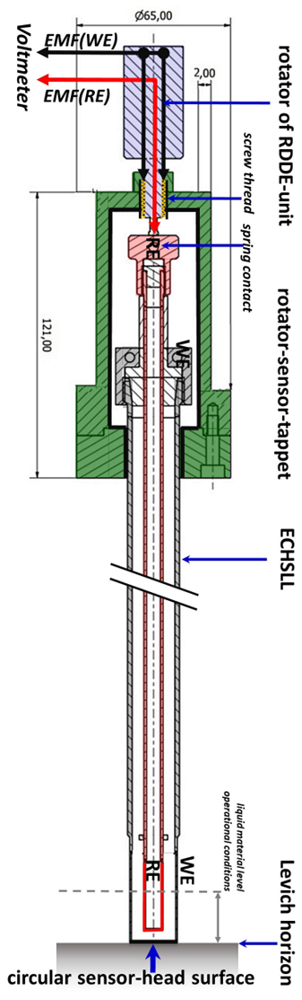 Ø65,00
EMF(WE)
EMF(RE)
Voltmeter
2,00
rotator of RDDE-unit
screw thread
spring contact
RE
WE
121,00
rotator-sensor-tappet
ECHSLL
liquid material level
operational conditions
WE
RE
Levich horizon
circular sensor-head surface